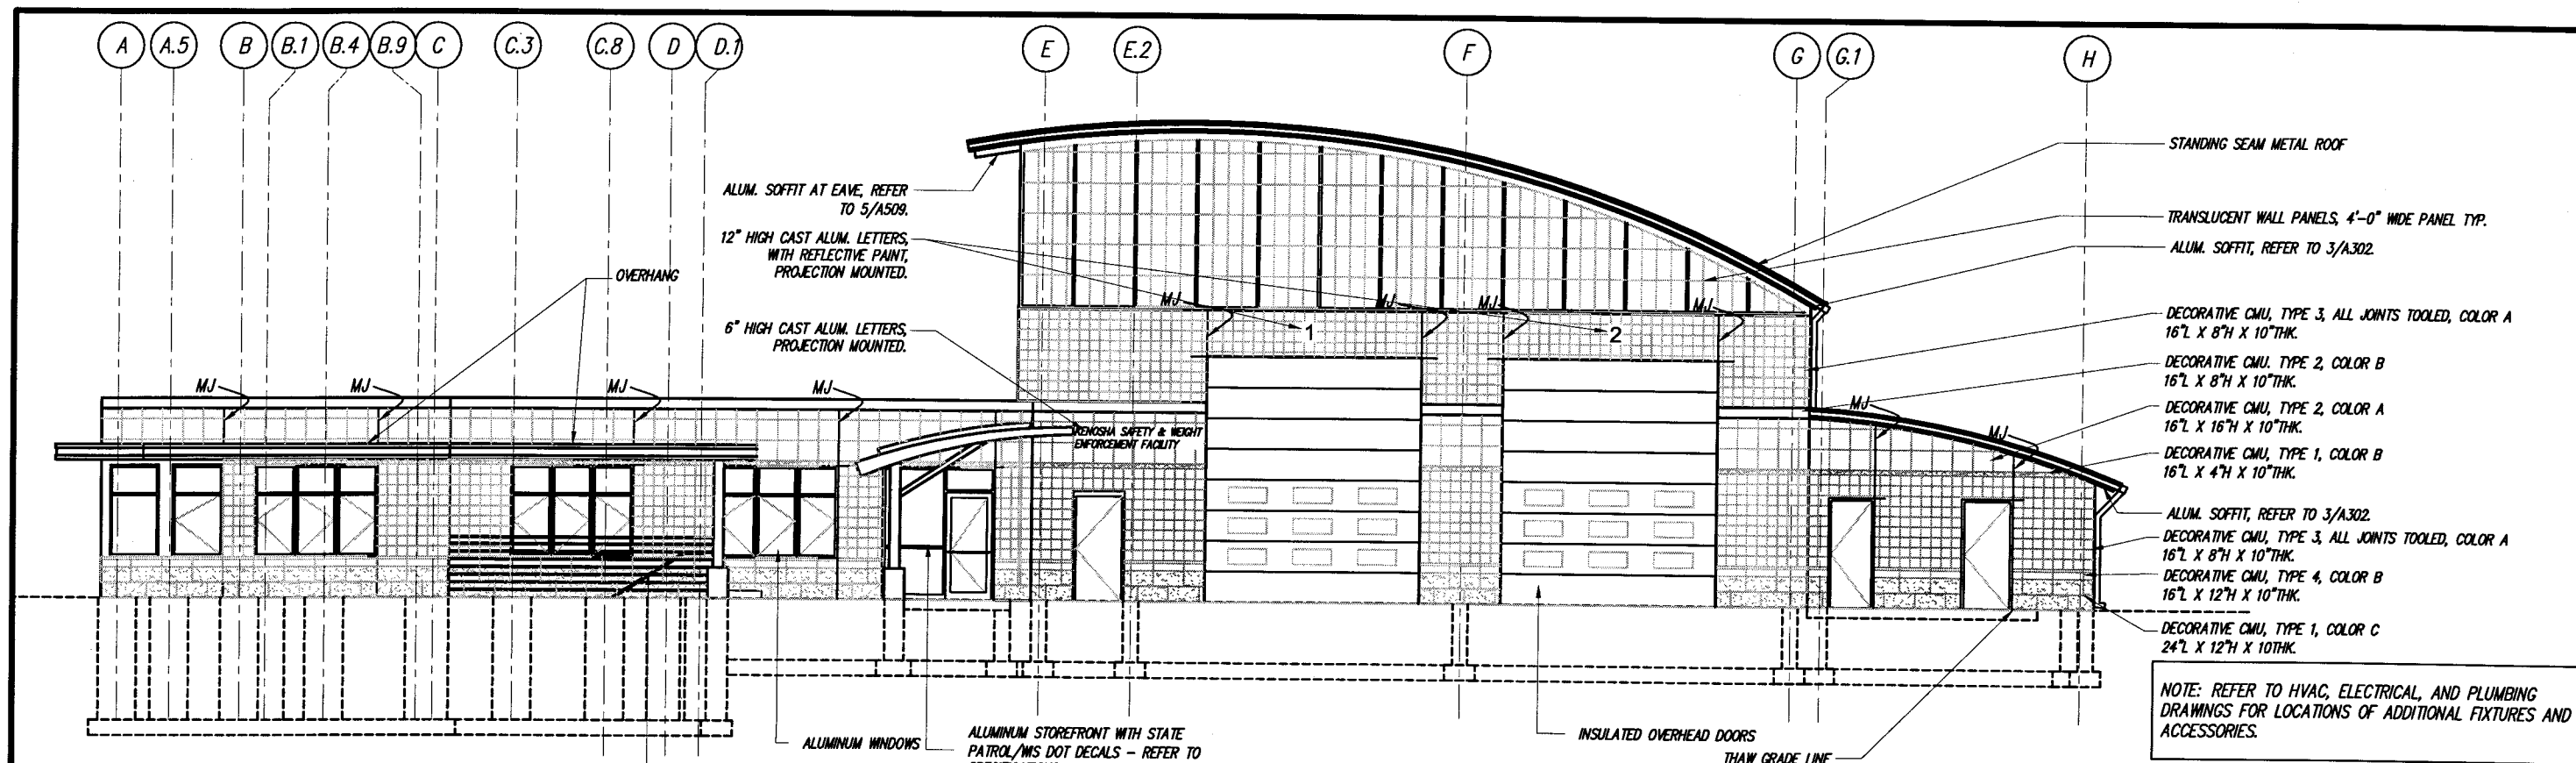 A
A.5
B
B.1
B.4
B.9
C
C.3
C.8
D
D.1
E
E.2
F
G
G.1
H
STANDING SEAM METAL ROOF
ALUM. SOFFIT AT EAVE, REFER
TO 5/A509.
TRANSLUCENT WALL PANELS, 4'-0" WIDE PANEL TYP.
12" HIGH CAST ALUM. LETTERS,
WITH REFLECTIVE PAINT,
PROJECTION MOUNTED.
ALUM. SOFFIT, REFER TO 3/A302.
OVERHANG
MJ
MJ
MJ
MJ
DECORATIVE CMU, TYPE 3, ALL JOINTS TOOLED, COLOR A
16"L X 8"H X 10"THK.
6" HIGH CAST ALUM. LETTERS,
PROJECTION MOUNTED.
1
2
DECORATIVE CMU. TYPE 2, COLOR B
16"L X 8"H X 10"THK.
MJ
MJ
MJ
MJ
MJ
MJ
DECORATIVE CMU, TYPE 2, COLOR A
16"L X 16"H X 10"THK.
KENOSHA SAFETY & WEIGHT
ENFORCEMENT FACILITY
DECORATIVE CMU, TYPE 1, COLOR B
16"L X 4"H X 10"THK.
ALUM. SOFFIT, REFER TO 3/A302.
DECORATIVE CMU, TYPE 3, ALL JOINTS TOOLED, COLOR A
16"L X 8"H X 10"THK.
DECORATIVE CMU, TYPE 4, COLOR B
16"L X 12"H X 10"THK.
DECORATIVE CMU, TYPE 1, COLOR C
24"L X 12"H X 10THK.
NOTE: REFER TO HVAC, ELECTRICAL, AND PLUMBING
DRAWINGS FOR LOCATIONS OF ADDITIONAL FIXTURES AND
ACCESSORIES.
ALUMINUM WINDOWS
ALUMINUM STOREFRONT WITH STATE
PATROL/WIS DOT DECALS – REFER TO
INSULATED OVERHEAD DOORS
THAW GRADE LINE